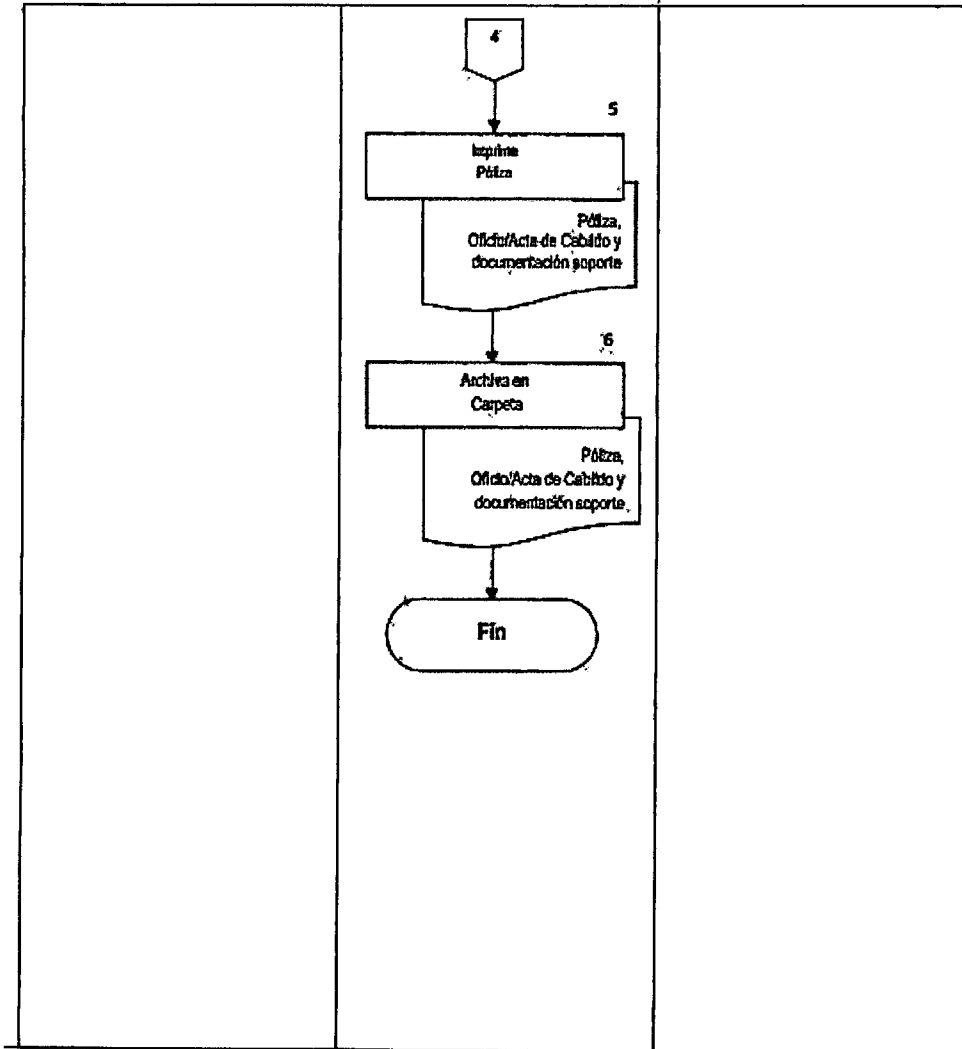 4
5
Imprime
Póliza
Póliza,
Oficio/Acta de Cabildo y
documentación soporte
6
Archiva en
Carpeta
Póliza,
Oficio/Acta de Cabildo y
documentación soporte
Fin